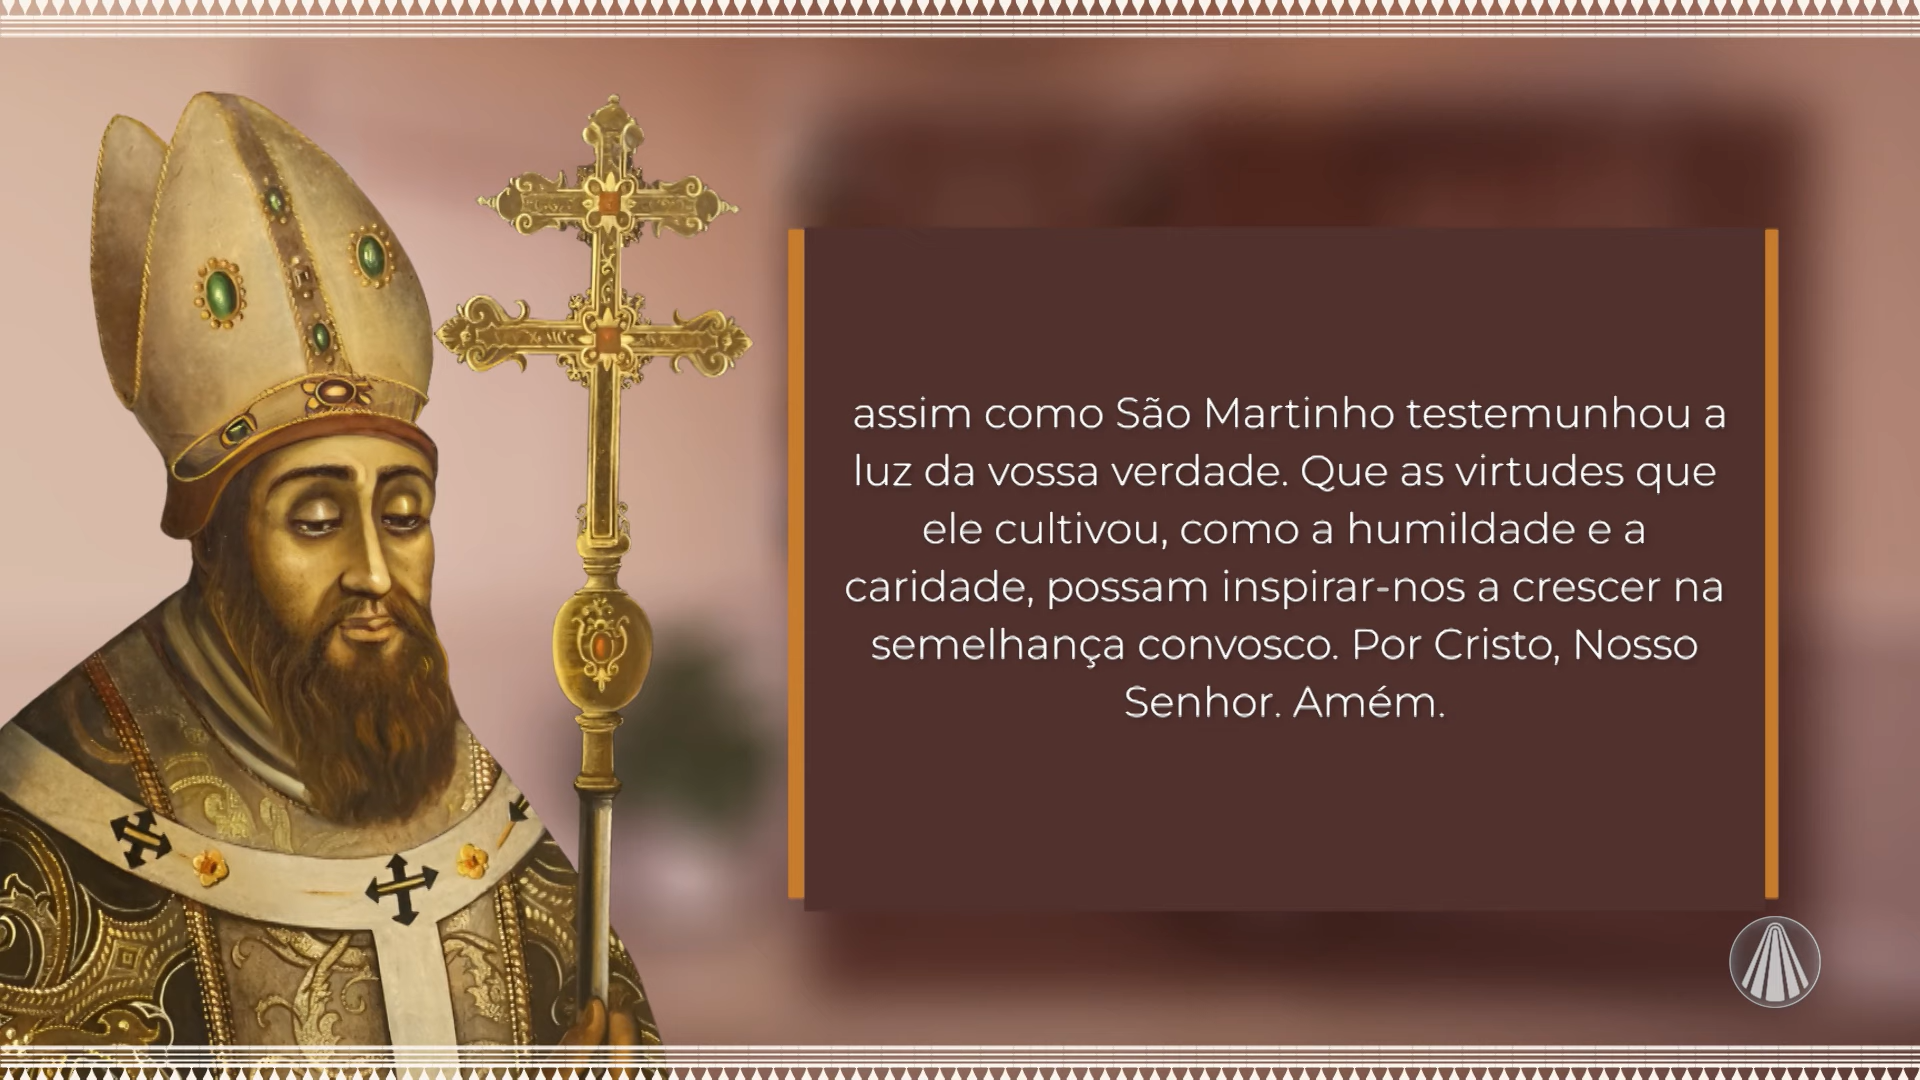 assim como São Martinho testemunhou a
luz da vossa verdade. Que as virtudes que
ele cultivou, como a humildade e a
caridade, possam inspirar-nos a crescer na
semelhança convosco. Por Cristo, Nosso
Senhor. Amém.